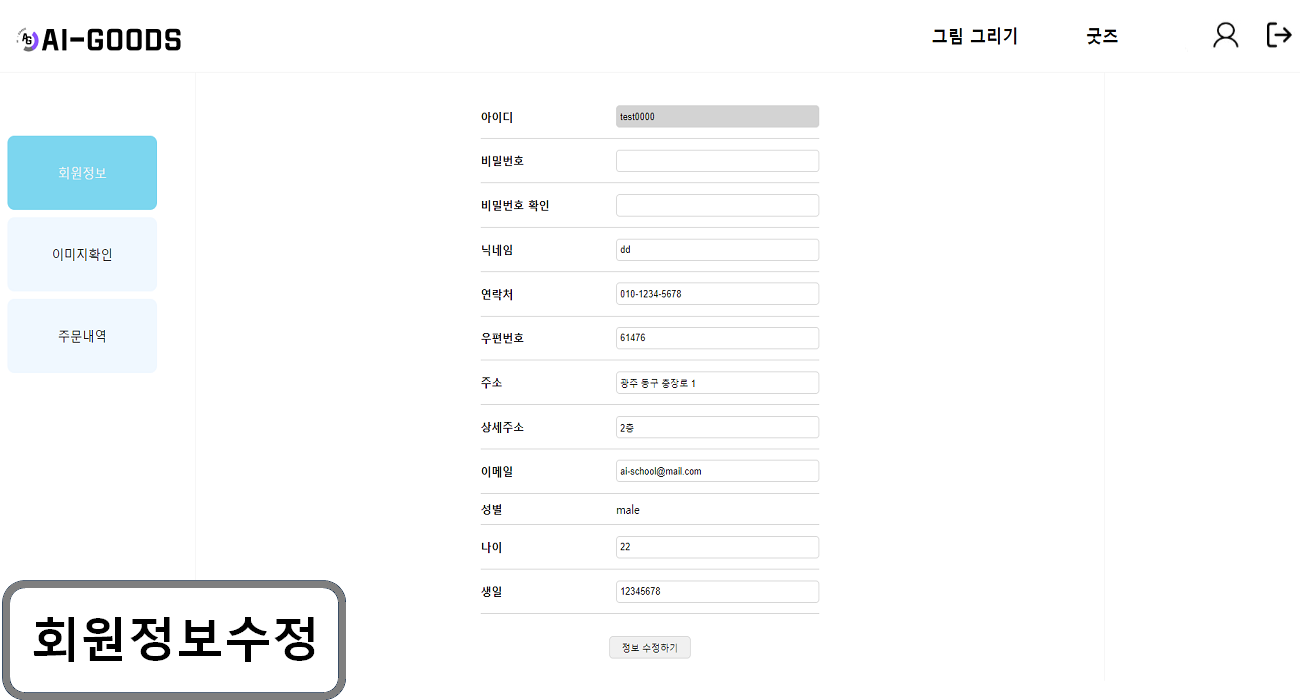 AG AI-GOODS 그림 그리기 굿즈
회원정보
이미지확인
주문내역
아이디 test0000
비밀번호
비밀번호 확인
닉네임 dd
연락처 010-1234-5678
우편번호 61476
주소 광주 동구 중장로 1
상세주소 2층
이메일 ai-school@mail.com
성별 male
나이 22
생일 12345678
정보 수정하기
회원정보수정